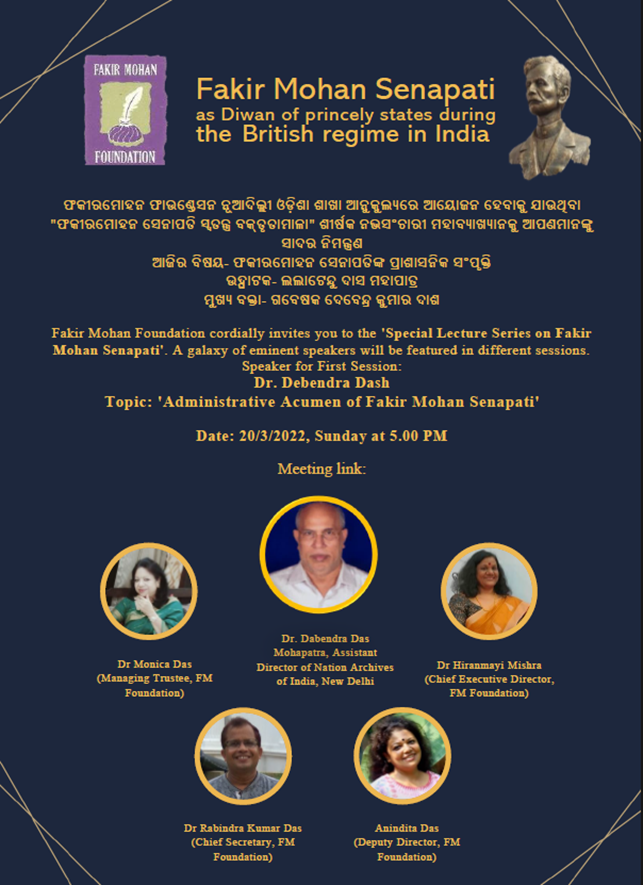 FAKIR MOHAN
FOUNDATION
Fakir Mohan Senapati
as Diwan of princely states during
the British regime in India
ଫକୀରମୋହନ ଫାଉଣ୍ଡେସନ ନୂଆଦିଲ୍ଲୀ ଓଡ଼ିଶା ଶାଖା ଆନୁକୂଲ୍ୟରେ ଆୟୋଜନ ହେବାକୁ ଯାଉଥିବା
"ଫକୀରମୋହନ ସେନାପତି ସ୍ୱତନ୍ତ୍ର ବକ୍ତୃତାମାଳା" ଶୀର୍ଷକ ନଭସଂଚାରୀ ମହାବ୍ୟାଖ୍ୟାନକୁ ଆପଣମାନଙ୍କୁ
ସାଦର ନିମନ୍ତ୍ରଣ
ଆଜିର ବିଷୟ- ଫକୀରମୋହନ ସେନାପତିଙ୍କ ପ୍ରାଶାସନିକ ସଂପୃକ୍ତି
ଉଦ୍ଘାଟକ- ଲଲାଟେନ୍ଦୁ ଦାସ ମହାପାତ୍ର
ମୁଖ୍ୟ ବକ୍ତା- ଗବେଷକ ଦେବେନ୍ଦ୍ର କୁମାର ଦାଶ
Fakir Mohan Foundation cordially invites you to the 'Special Lecture Series on Fakir
Mohan Senapati'. A galaxy of eminent speakers will be featured in different sessions.
Speaker for First Session:
Dr. Debendra Dash
Topic: 'Administrative Acumen of Fakir Mohan Senapati'
Date: 20/3/2022, Sunday at 5.00 PM
Meeting link:
Dr. Dabendra Das
Mohapatra, Assistant
Director of Nation Archives
of India, New Delhi
Dr Monica Das
(Managing Trustee, FM
Foundation)
Dr Hiranmayi Mishra
(Chief Executive Director,
FM Foundation)
Dr Rabindra Kumar Das
(Chief Secretary, FM
Foundation)
Anindita Das
(Deputy Director, FM
Foundation)